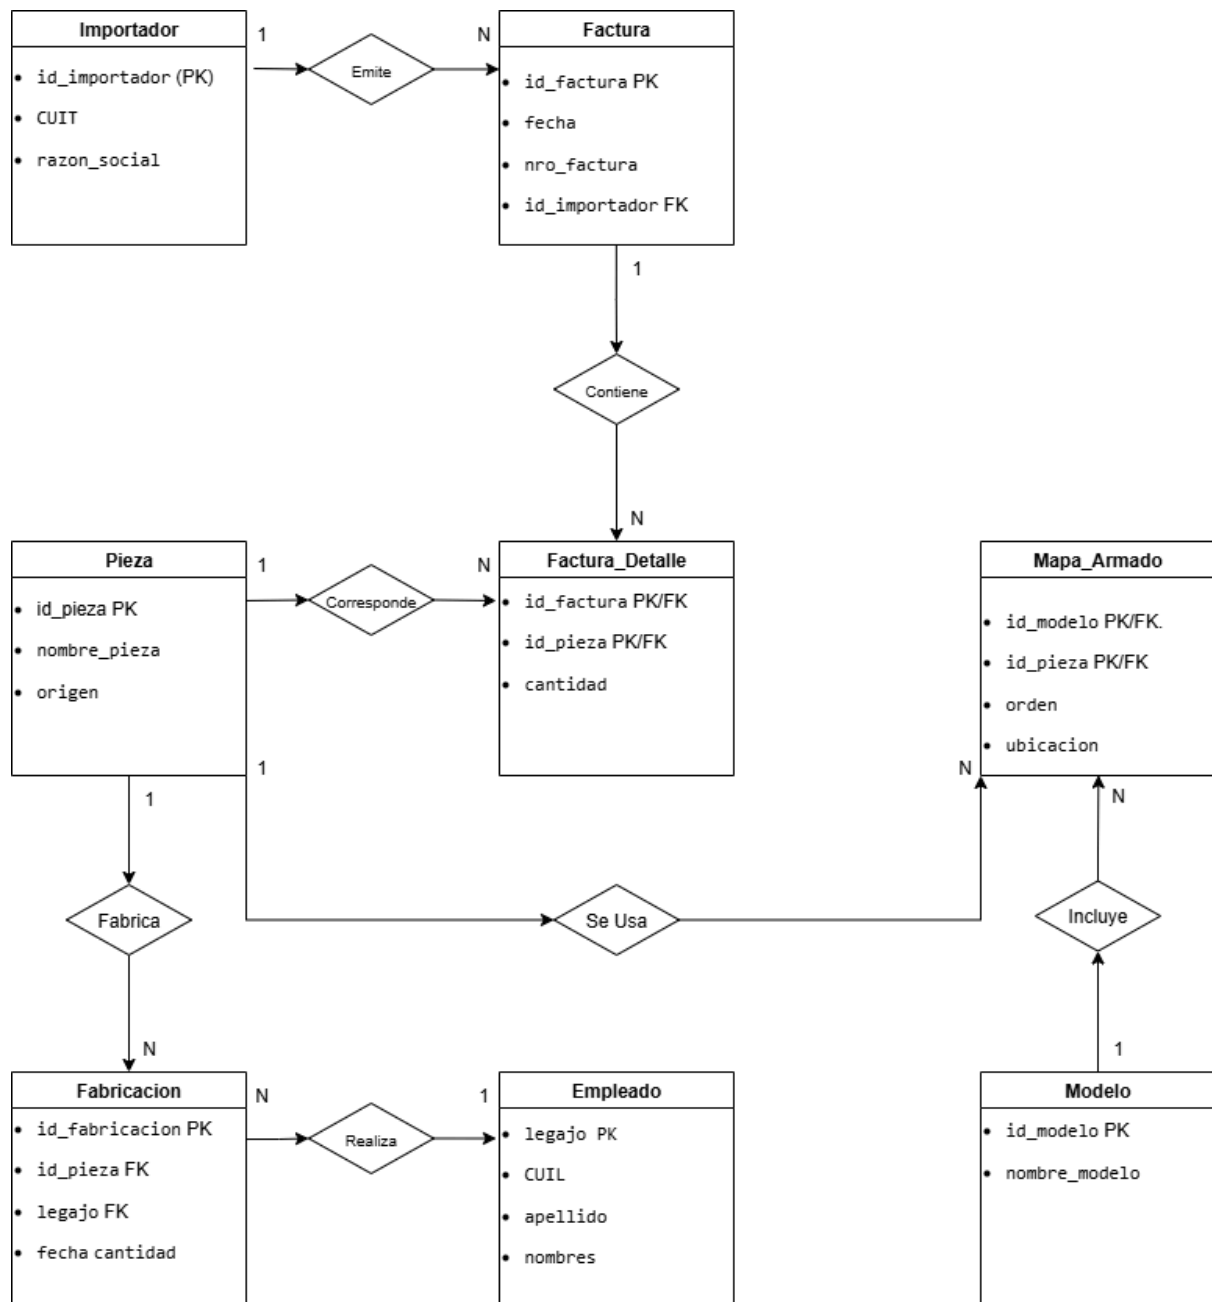 Importador
id_importador (PK)
CUIT
razon_social
1
Emite
N
Factura
id_factura PK
fecha
nro_factura
id_importador FK
1
Contiene
N
Pieza
id_pieza PK
nombre_pieza
origen
1
Corresponde
N
Factura_Detalle
id_factura PK/FK
id_pieza PK/FK
cantidad
Mapa_Armado
id_modelo PK/FK.
id_pieza PK/FK
orden
ubicacion
1
N
1
N
Fabrica
Se Usa
Incluye
N
1
Fabricacion
id_fabricacion PK
id_pieza FK
legajo FK
fecha cantidad
N
Realiza
1
Empleado
legajo PK
CUIL
apellido
nombres
Modelo
id_modelo PK
nombre_modelo